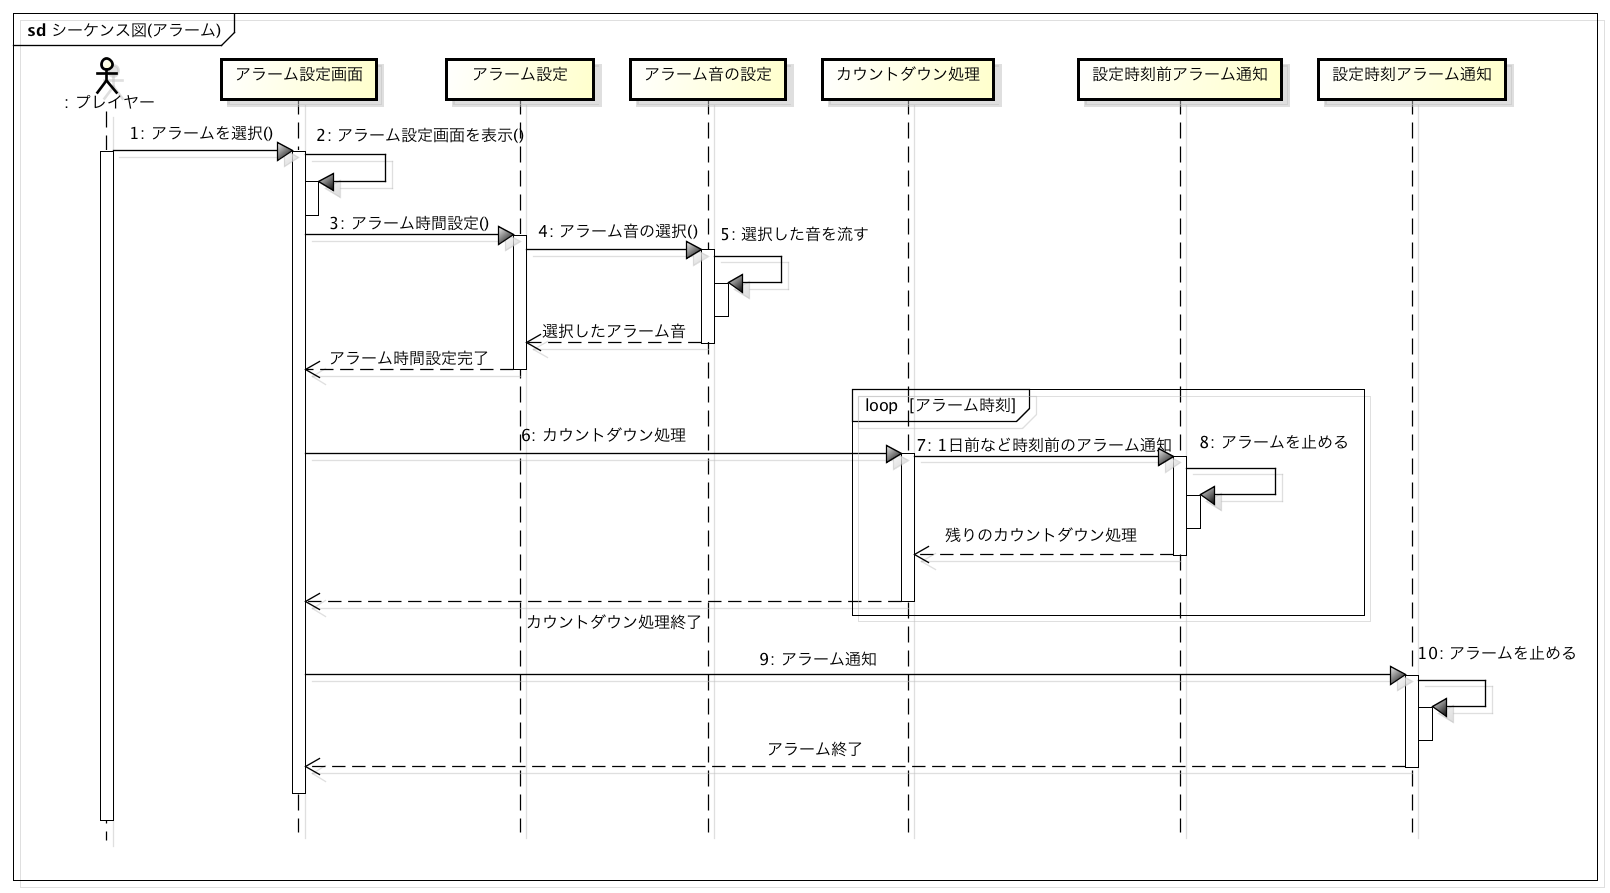 sd シーケンス図(アラーム)
: プレイヤー
アラーム設定画面
アラーム設定
アラーム音の設定
カウントダウン処理
設定時刻前アラーム通知
設定時刻アラーム通知
1: アラームを選択()
2: アラーム設定画面を表示()
3: アラーム時間設定()
4: アラーム音の選択()
5: 選択した音を流す
選択したアラーム音
アラーム時間設定完了
loop [アラーム時刻]
6: カウントダウン処理
7: 1日前など時刻前のアラーム通知
8: アラームを止める
残りのカウントダウン処理
カウントダウン処理終了
9: アラーム通知
10: アラームを止める
アラーム終了